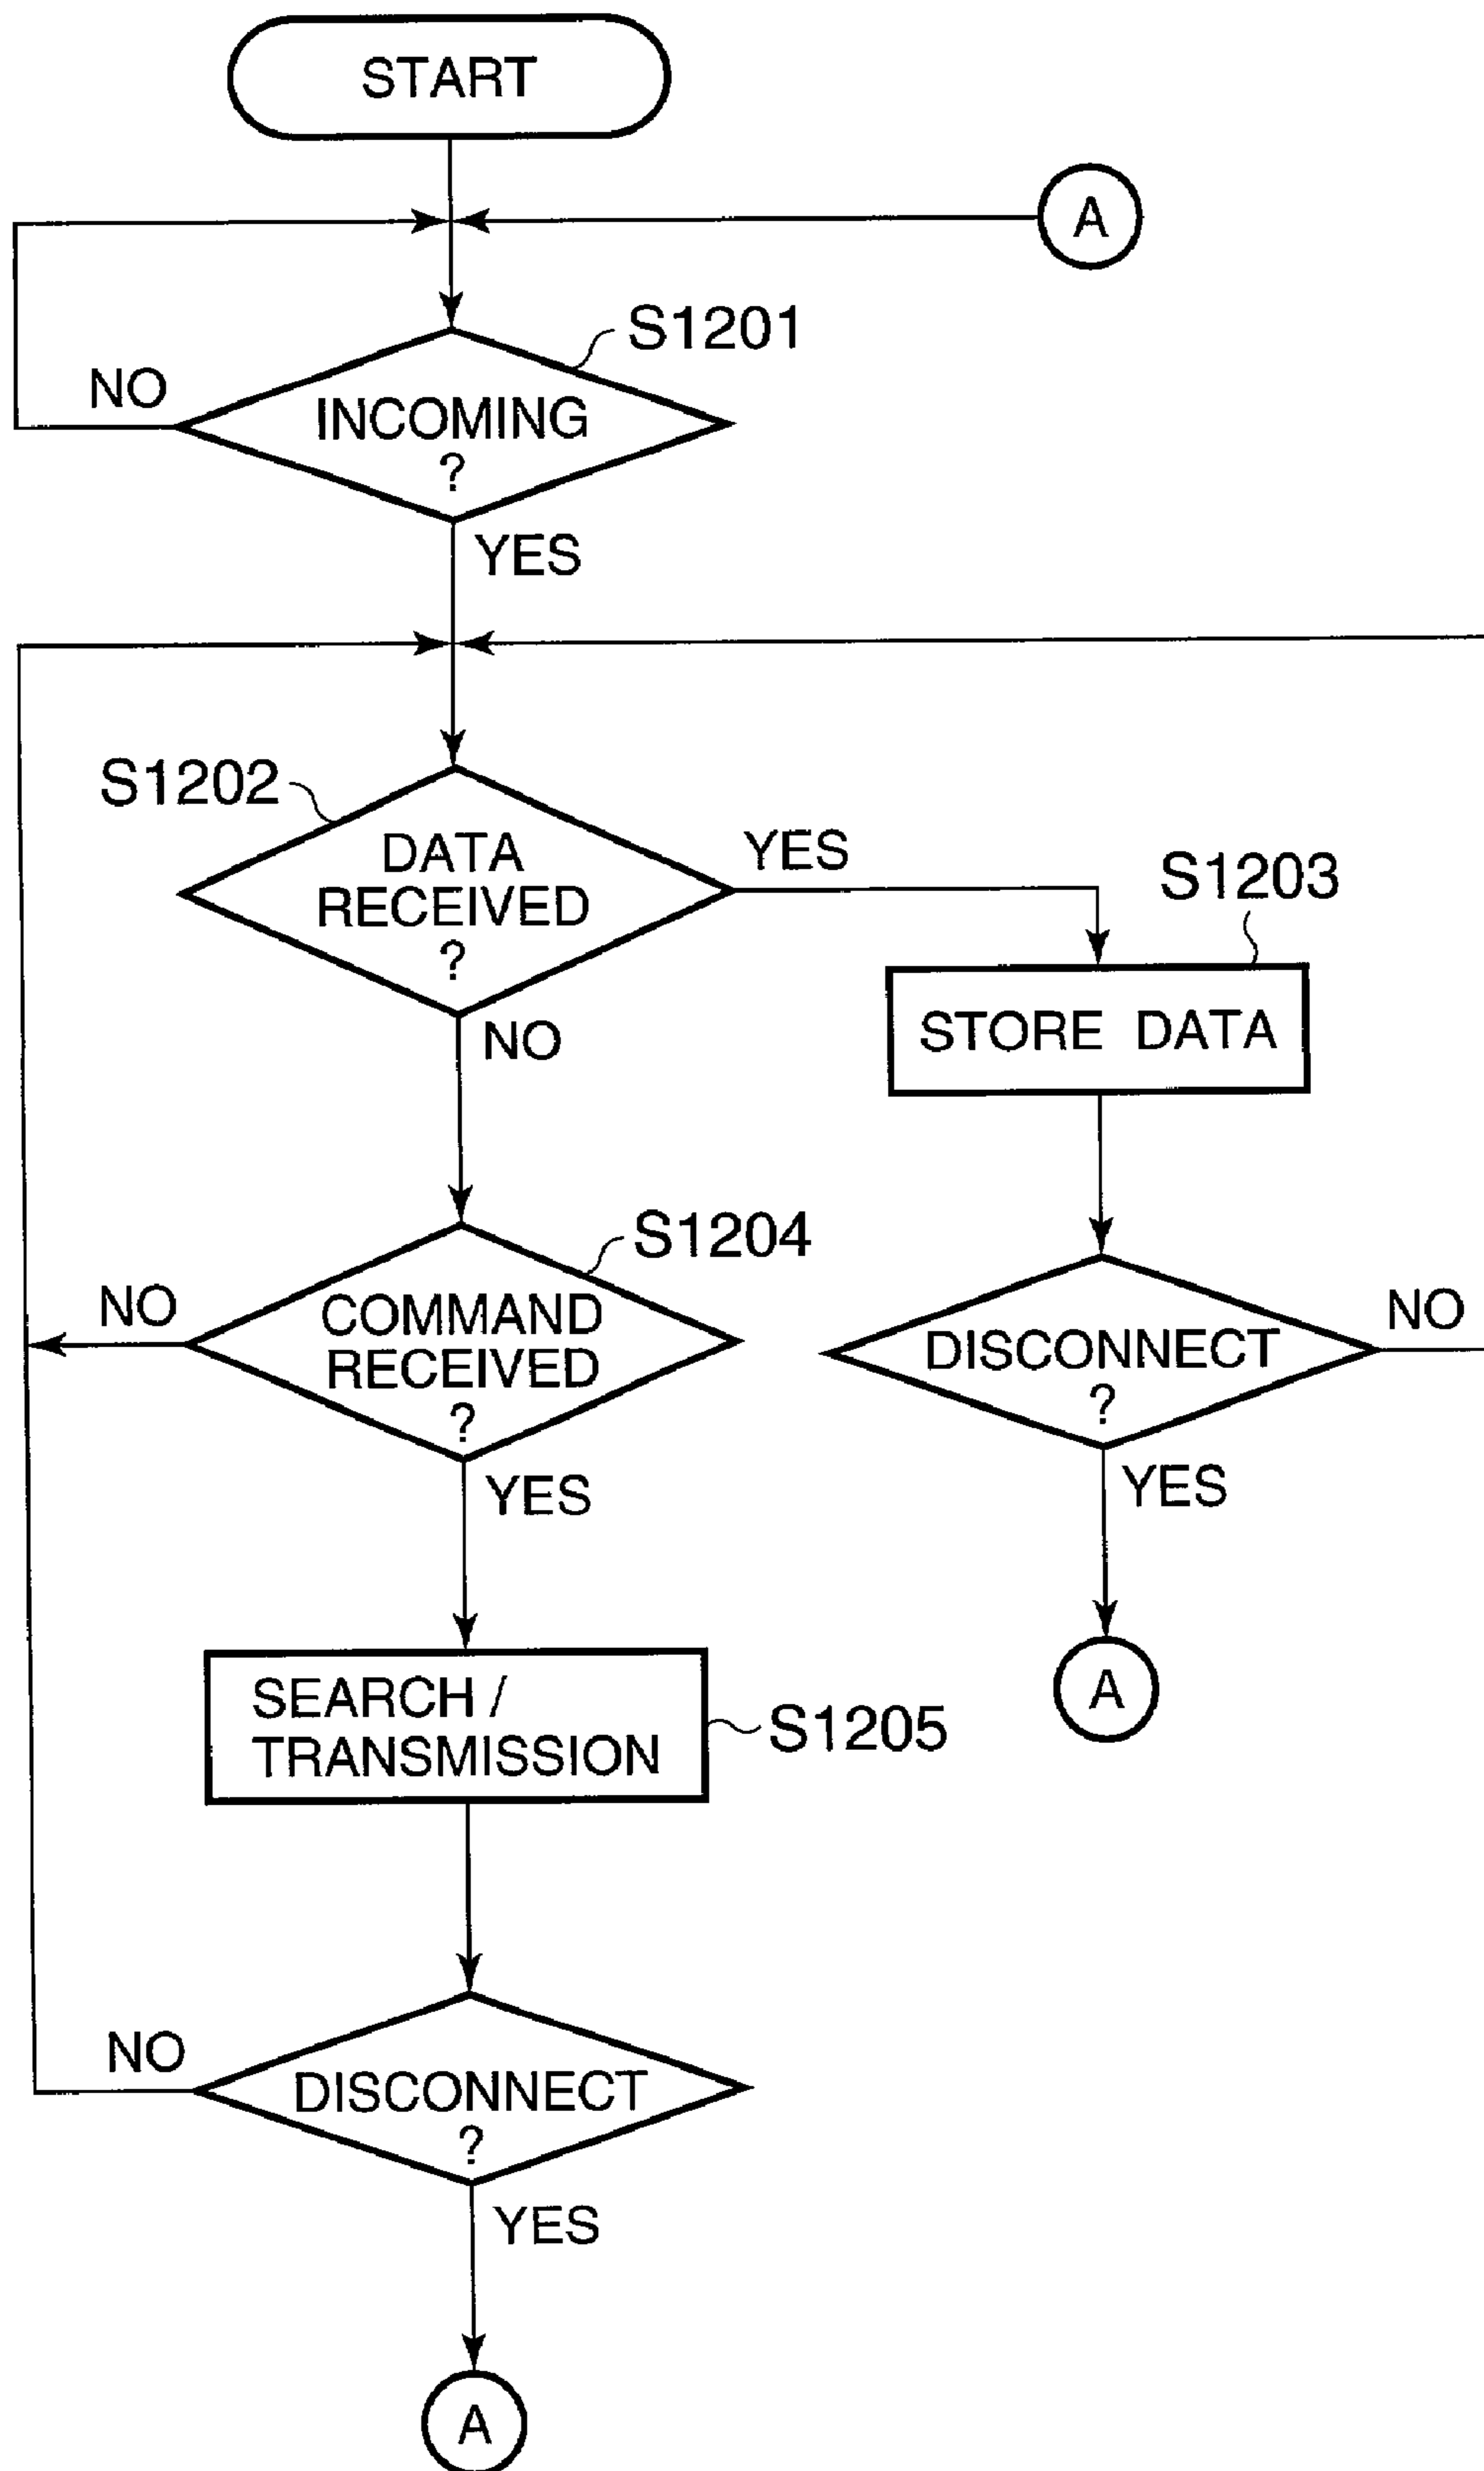 START
A
S1201
NO
INCOMING
?
YES
S1202
DATA
RECEIVED
?
YES
S1203
STORE DATA
NO
S1204
NO
COMMAND
RECEIVED
?
DISCONNECT
?
NO
YES
YES
A
SEARCH /
TRANSMISSION
S1205
NO
DISCONNECT
?
YES
A